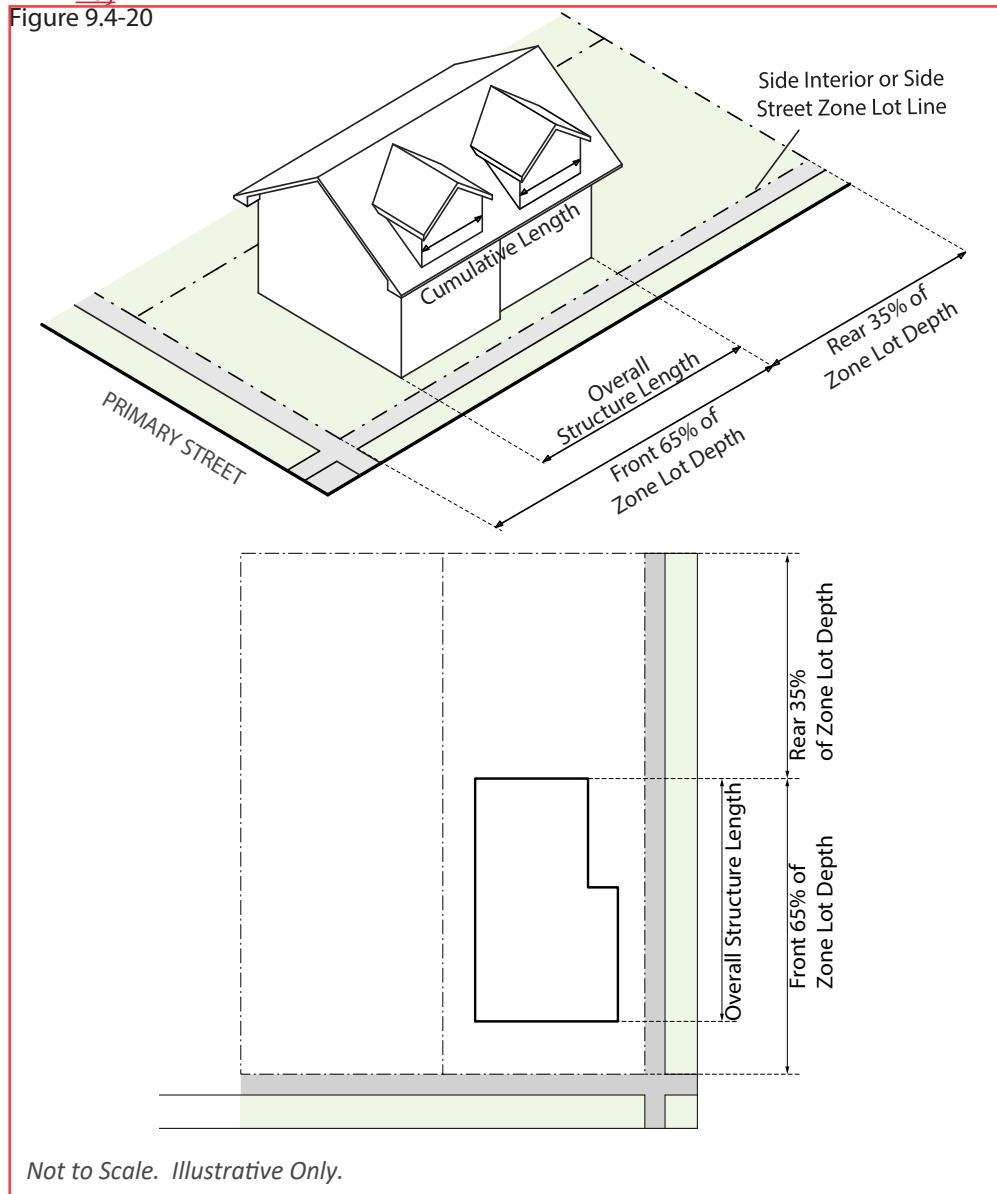 Figure 9.4-20
Side Interior or Side
Street Zone Lot Line
Cumulative Length
Rear 35% of
Zone Lot Depth
Overall
Structure Length
Front 65% of
Zone Lot Depth
PRIMARY STREET
Rear 35%
of Zone Lot Depth
Overall Structure Length
Front 65% of
Zone Lot Depth
Not to Scale.  Illustrative Only.